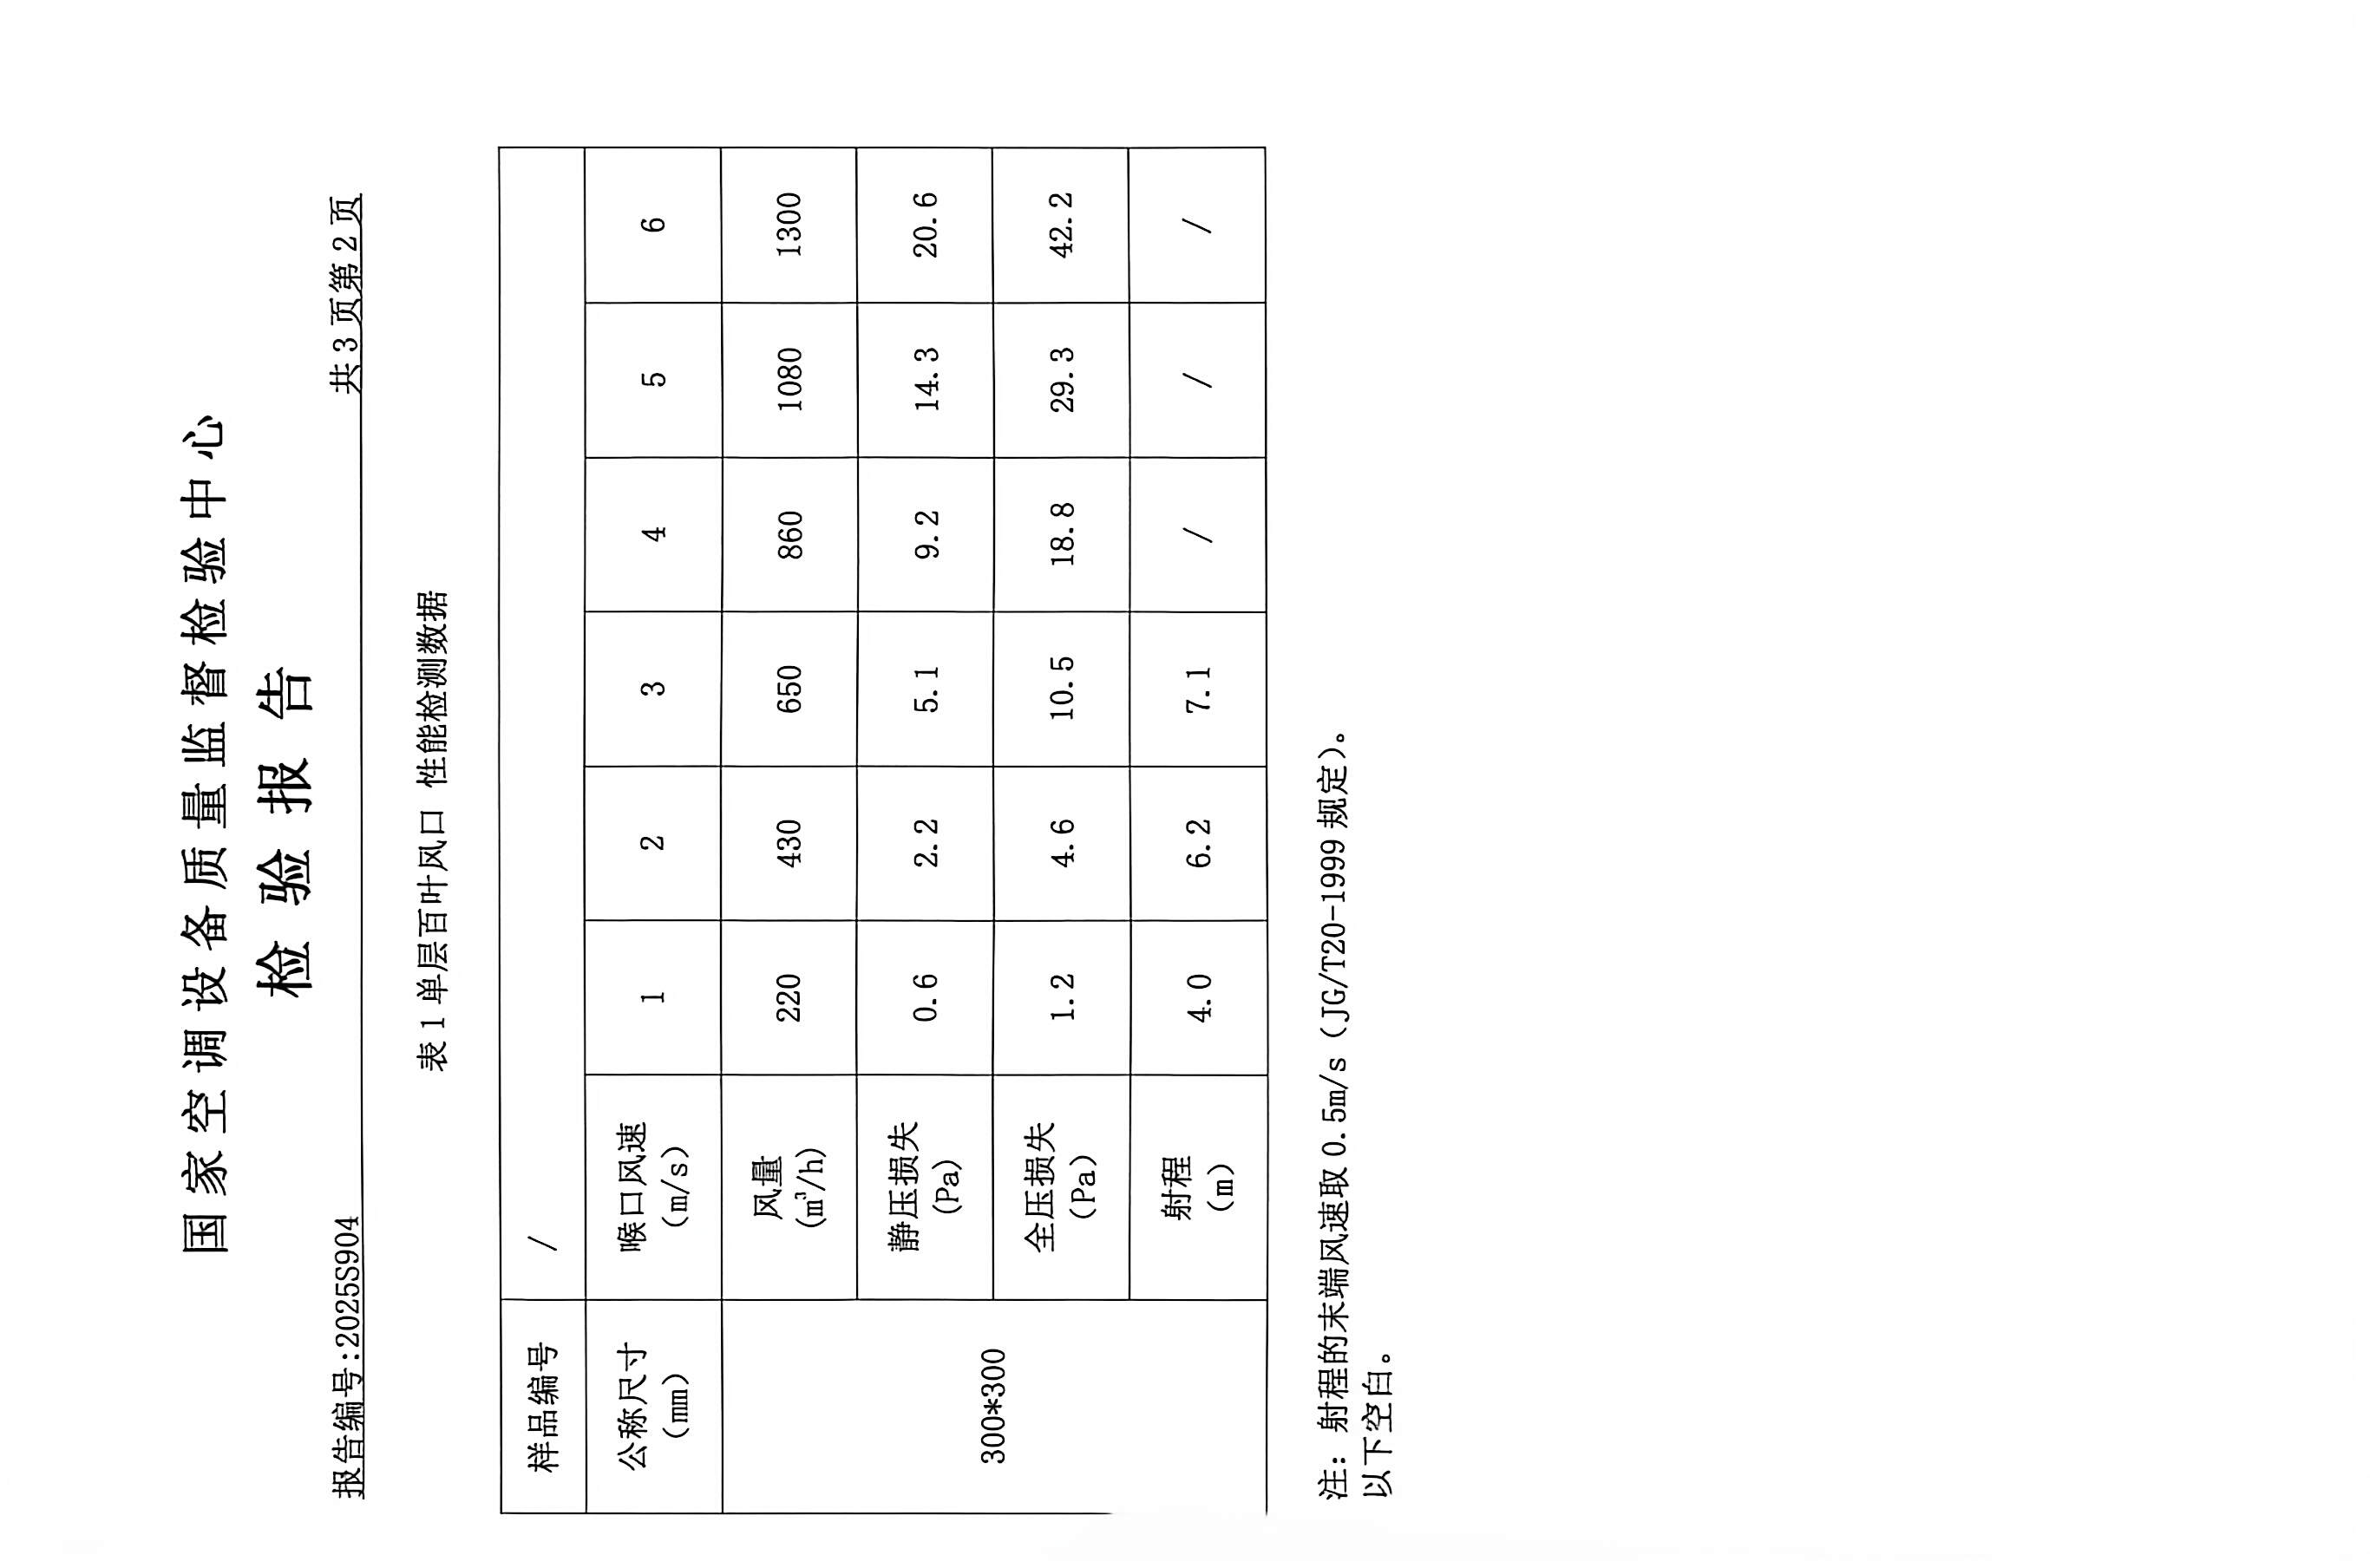 国家空调设备质量监督检验中心
检验报告
报告编号:2025S904 共3页第2页
表1单层百叶风口 性能检测数据
样品编号 /
公称尺寸(mm) 喉口风速(m/s) 1 2 3 4 5 6
300*300 风量(m³/h) 220 430 650 860 1080 1300
静压损失(Pa) 0.6 2.2 5.1 9.2 14.3 20.6
全压损失(Pa) 1.2 4.6 10.5 18.8 29.3 42.2
射程(m) 4.0 6.2 7.1 / / /
注: 射程的末端风速取0.5m/s (JG/T20-1999规定)。
以下空白。